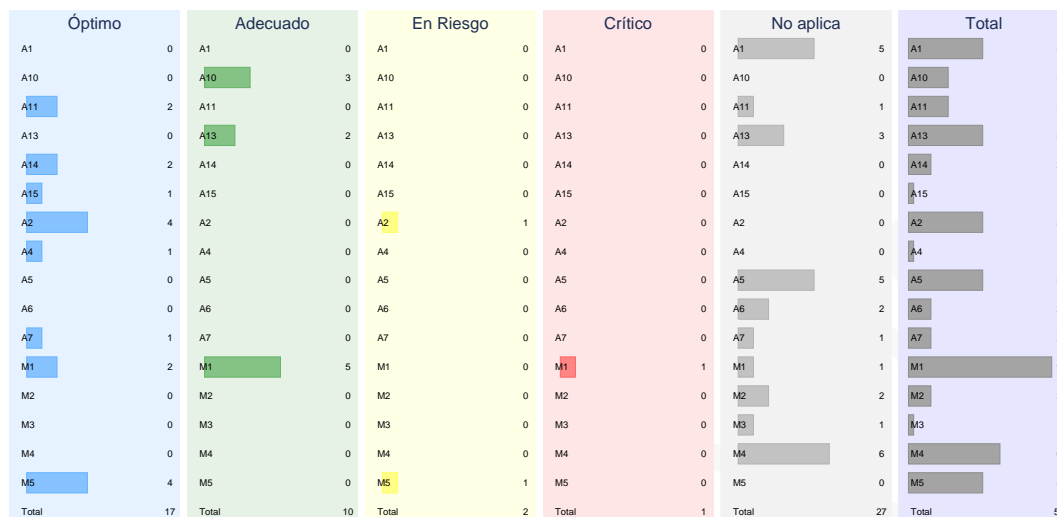 Óptimo
A1 0
A10 0
A11 2
A13 0
A14 2
A15 1
A2 4
A4 1
A5 0
A6 0
A7 1
M1 2
M2 0
M3 0
M4 0
M5 4
Total 17
Adecuado
A1 0
A10 3
A11 0
A13 2
A14 0
A15 0
A2 0
A4 0
A5 0
A6 0
A7 0
M1 5
M2 0
M3 0
M4 0
M5 0
Total 10
En Riesgo
A1 0
A10 0
A11 0
A13 0
A14 0
A15 0
A2 1
A4 0
A5 0
A6 0
A7 0
M1 0
M2 0
M3 0
M4 0
M5 1
Total 2
Crítico
A1 0
A10 0
A11 0
A13 0
A14 0
A15 0
A2 0
A4 0
A5 0
A6 0
A7 0
M1 1
M2 0
M3 0
M4 0
M5 0
Total 1
No aplica
A1 5
A10 0
A11 1
A13 3
A14 0
A15 0
A2 0
A4 0
A5 5
A6 2
A7 1
M1 1
M2 2
M3 1
M4 6
M5 0
Total 27
Total
A1
A10
A11
A13
A14
A15
A2
A4
A5
A6
A7
M1
M2
M3
M4
M5
Total